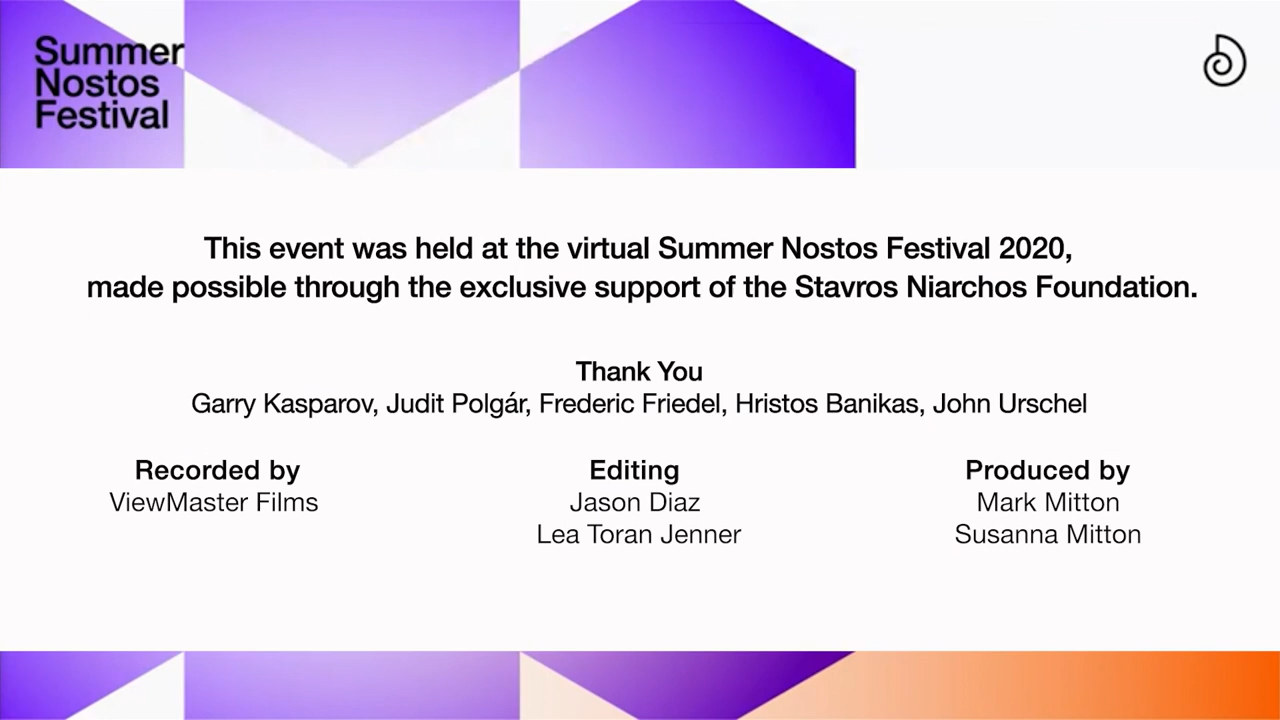 Summer
Nostos
Festival
This event was held at the virtual Summer Nostos Festival 2020,
made possible through the exclusive support of the Stavros Niarchos Foundation.
Thank You
Garry Kasparov, Judit Polgár, Frederic Friedel, Hristos Banikas, John Urschel
Recorded by
ViewMaster Films
Editing
Jason Diaz
Lea Toran Jenner
Produced by
Mark Mitton
Susanna Mitton